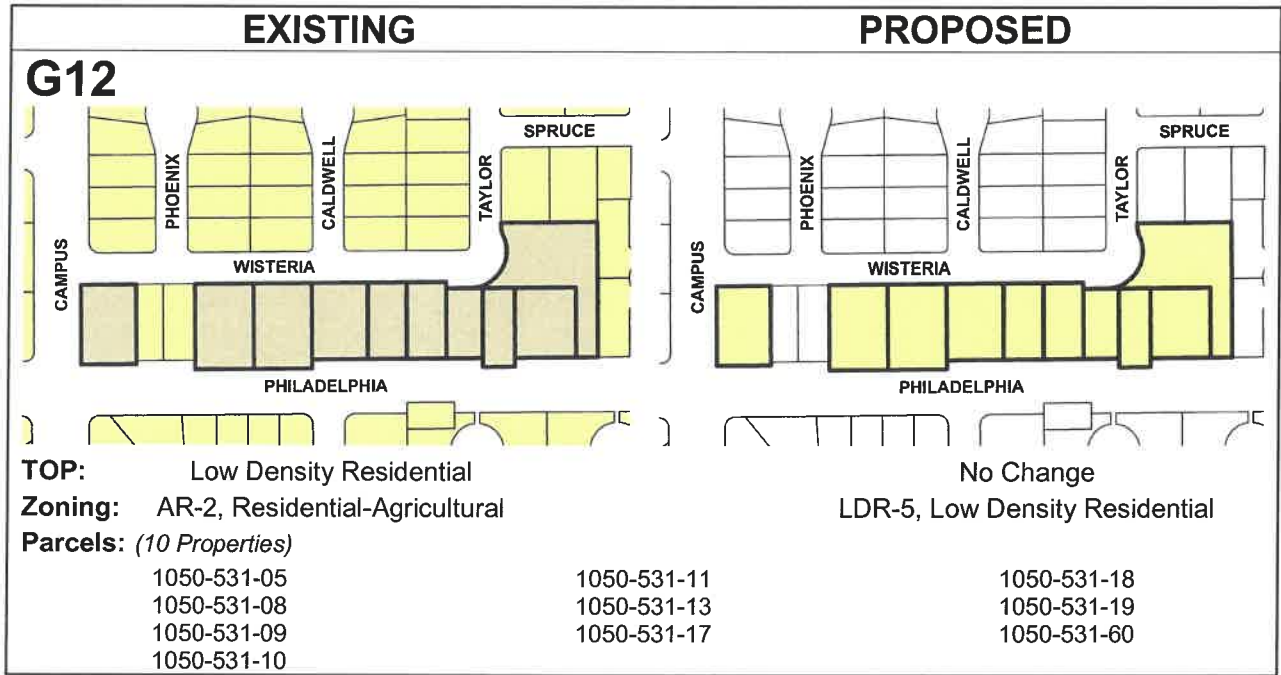 EXISTING PROPOSED
G12
SPRUCE
PHOENIX
CALDWELL
TAYLOR
CAMPUS
WISTERIA
PHILADELPHIA
SPRUCE
PHOENIX
CALDWELL
TAYLOR
CAMPUS
WISTERIA
PHILADELPHIA
TOP: Low Density Residential No Change
Zoning: AR-2, Residential-Agricultural LDR-5, Low Density Residential
Parcels: (10 Properties)
1050-531-05 1050-531-11 1050-531-18
1050-531-08 1050-531-13 1050-531-19
1050-531-09 1050-531-17 1050-531-60
1050-531-10